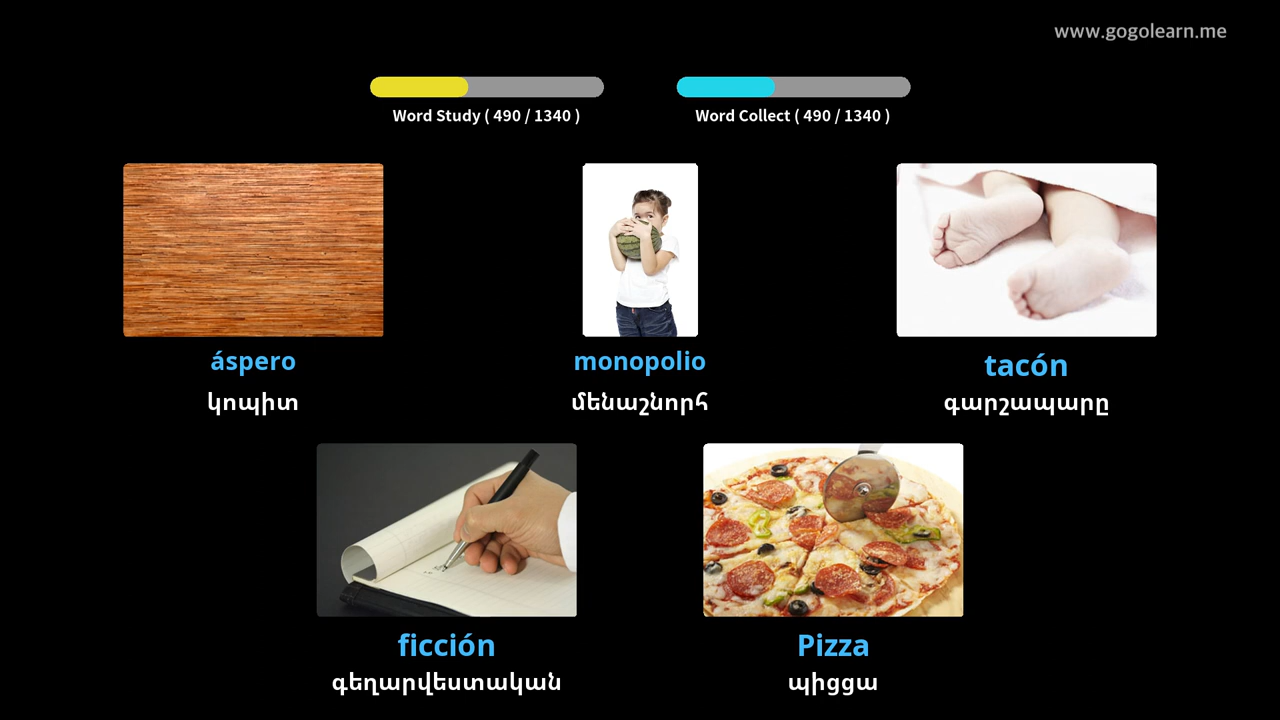 www.gogolearn.me
Word Study ( 490 / 1340 )
Word Collect ( 490 / 1340 )
áspero
կոպիտ
monopolio
մենաշնորհ
tacón
գարշապարը
ficción
գեղարվեստական
Pizza
պիցցա